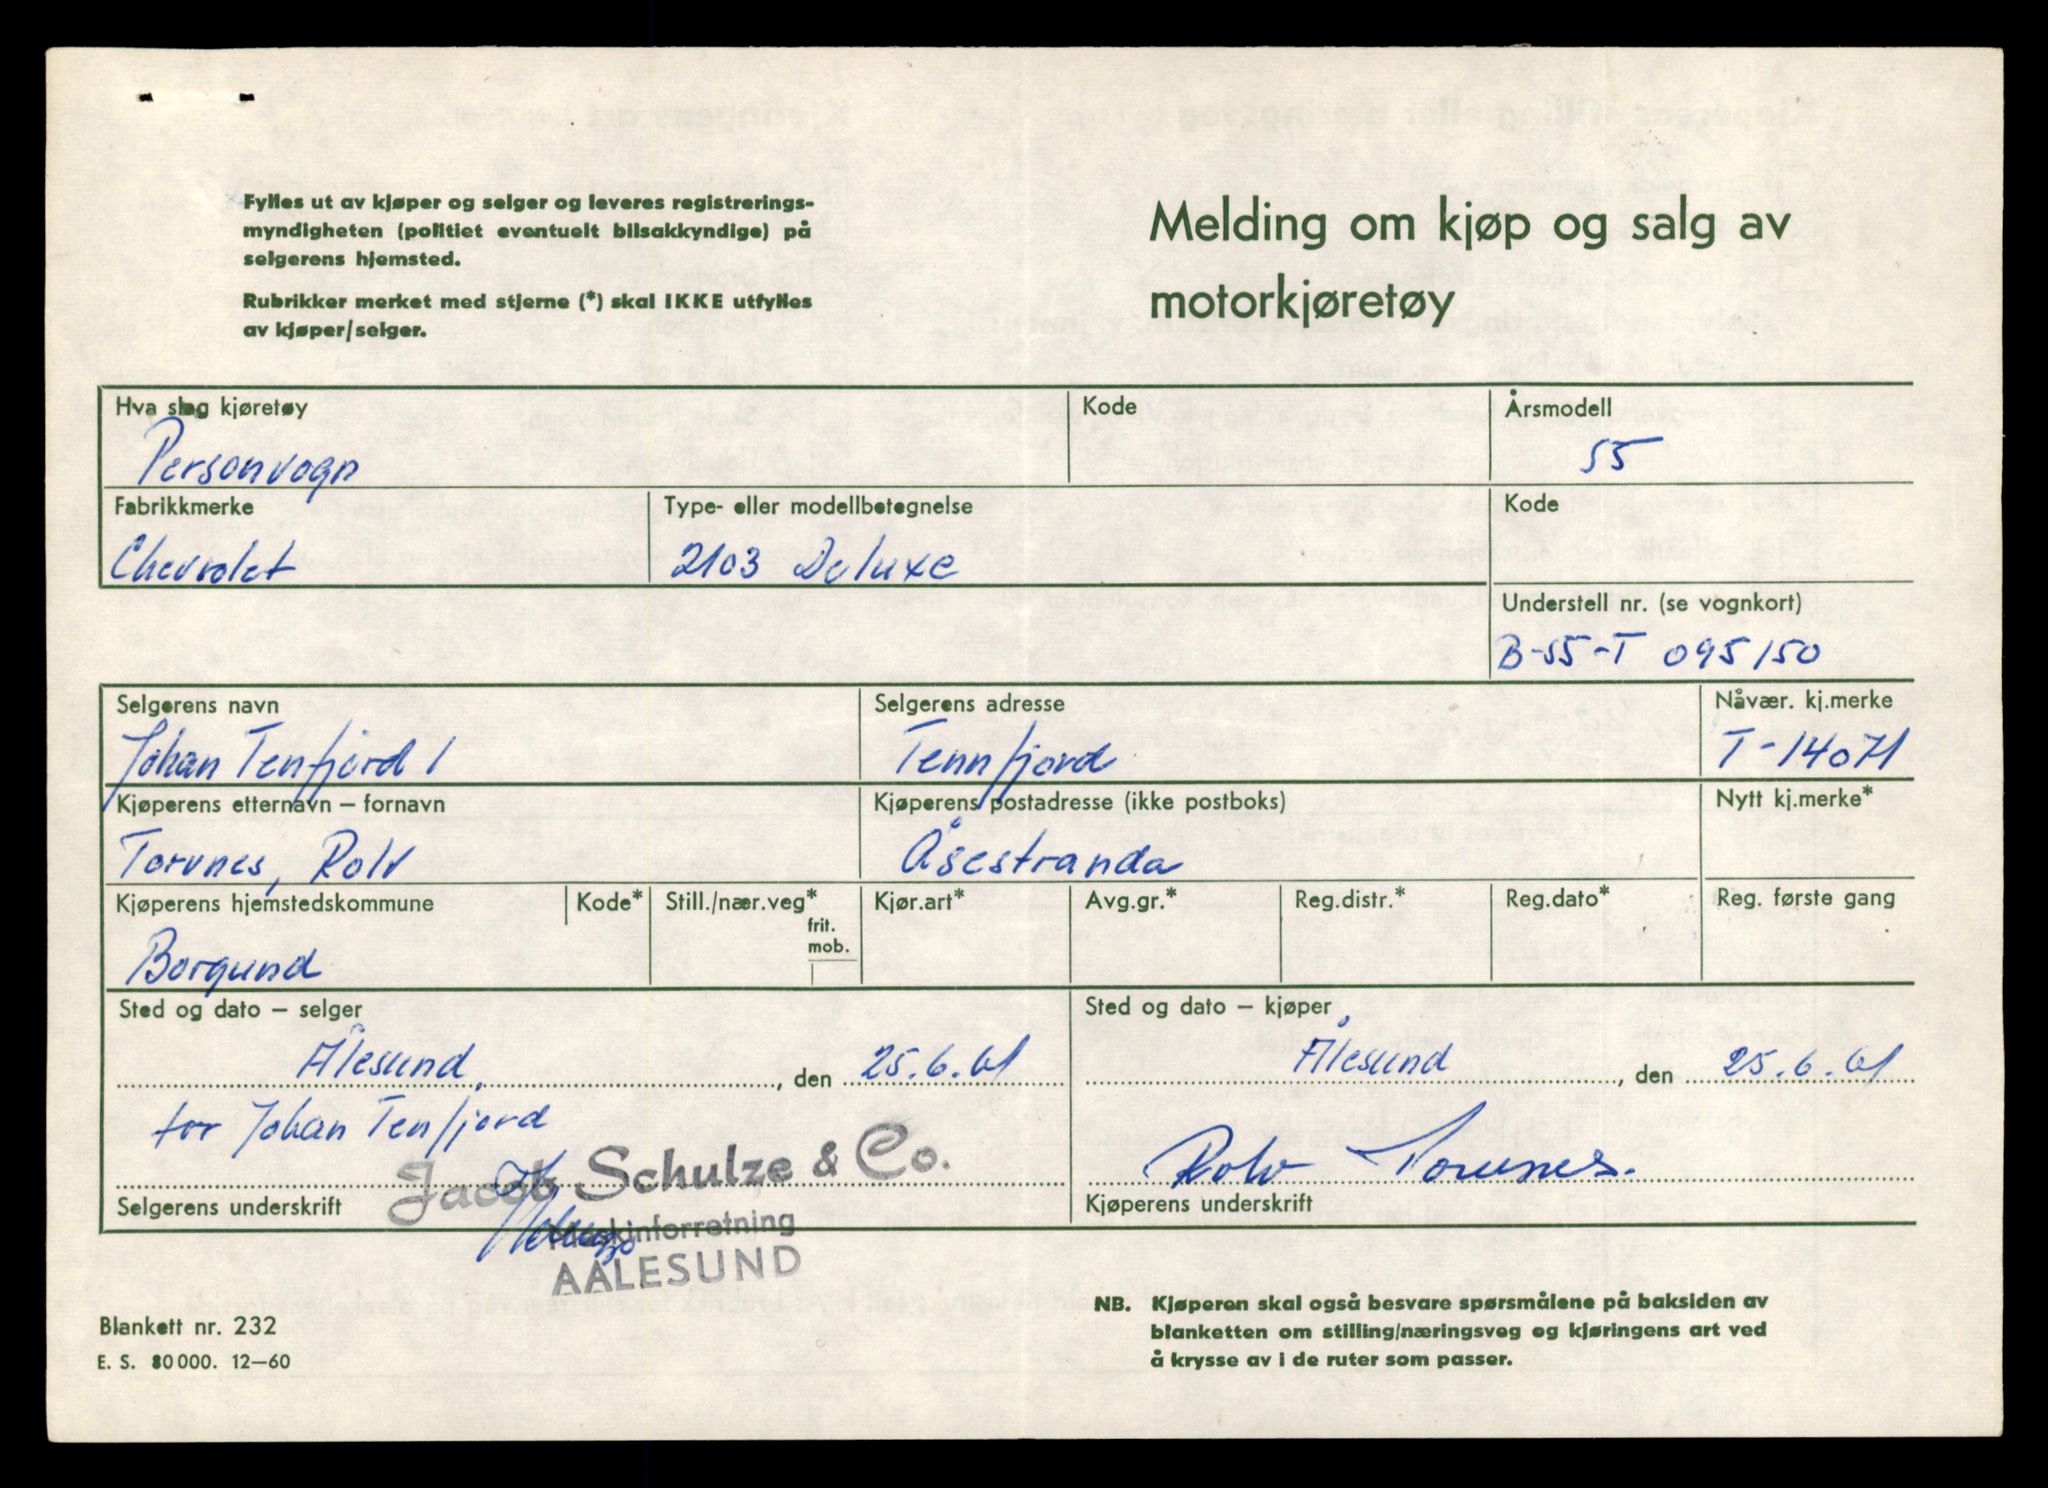 Fylles ut av kjøper og selger og leveres registrerings-
myndigheten (politiet eventuelt bilsakkyndige) på
selgerens hjemsted.
Rubrikker merket med stjerne (*) skal IKKE utfylles
av kjøper/selger.
Melding om kjøp og salg av
motorkjøretøy
Hva slag kjøretøy
Kode
Årsmodell
Personvogn
55
Fabrikkmerke
Type- eller modellbetegnelse
Kode
Chevrolet
2103 Deluxe
Understell nr. (se vognkort)
B-55-T 095150
Selgerens navn
Selgerens adresse
Nåvær. kj.merke
Johan Tenfjord 1
Tennfjord
T-14071
Kjøperens etternavn – fornavn
Kjøperens postadresse (ikke postboks)
Nytt kj.merke*
Torvnes, Rolv
Åsestranda
Kjøperens hjemstedskommune
Kode*
Still./nær.veg*
frit.
mob.
Kjør.art*
Avg.gr.*
Reg.distr.*
Reg.dato*
Reg. første gang
Borgund
Sted og dato – selger
Sted og dato – kjøper
Ålesund, , den 25.6.61
Ålesund , den 25.6.61
for Johan Tenfjord
Jacob Schulze & Co.
Rolv Torvnes.
Selgerens underskrift
Kjøperens underskrift
Maskinforretning
AALESUND
NB. Kjøperen skal også besvare spørsmålene på baksiden av
blanketten om stilling/næringsveg og kjøringens art ved
å krysse av i de ruter som passer.
Blankett nr. 232
E. S. 80 000. 12–60